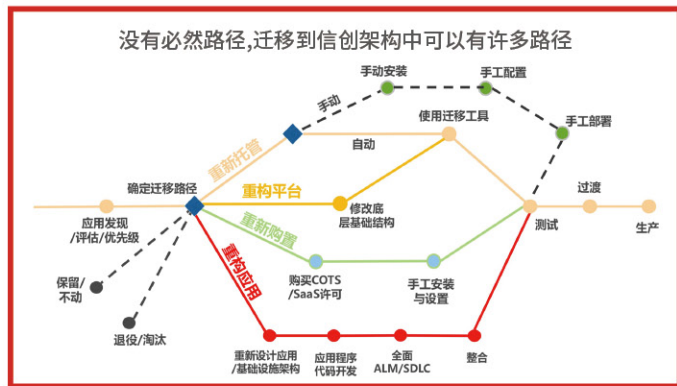 没有必然路径,迁移到信创架构中可以有许多路径
手动安装
手工配置
手动
使用迁移工具
手工部署
自动
重新托管
确定迁移路径
重构平台
过渡
应用发现
/评估/优先级
修改底
层基础结构
重新购置
测试
生产
保留/
不动
购买COTS
/SaaS许可
手工安装
与设置
重构应用
退役/淘汰
重新设计应用
/基础设施架构
应用程序
代码开发
全面
ALM/SDLC
整合